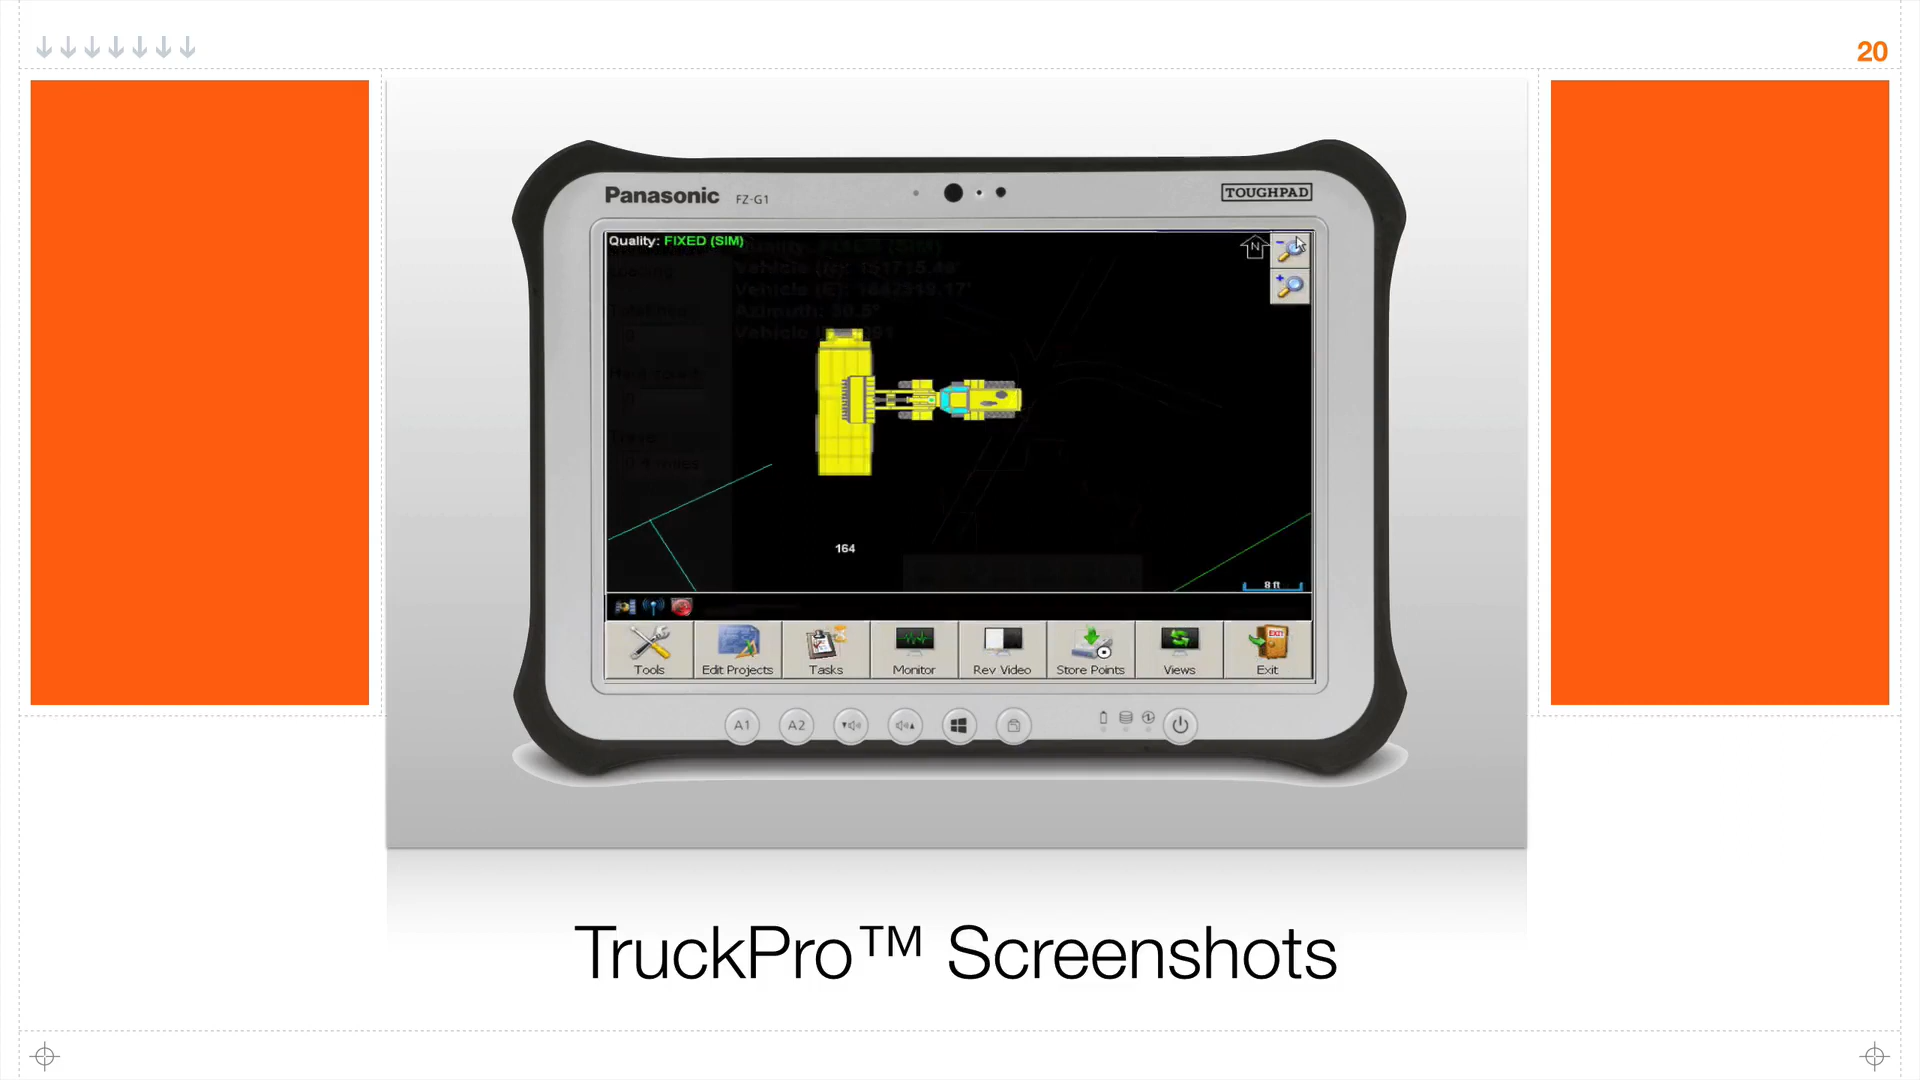 20
Panasonic FZ-G1
TOUGHPAD
Quality: FIXED (SIM)
N
164
8 ft
Tools
Edit Projects
Tasks
Monitor
Rev Video
Store Points
Views
EXIT
Exit
A1
A2
TruckPro™ Screenshots